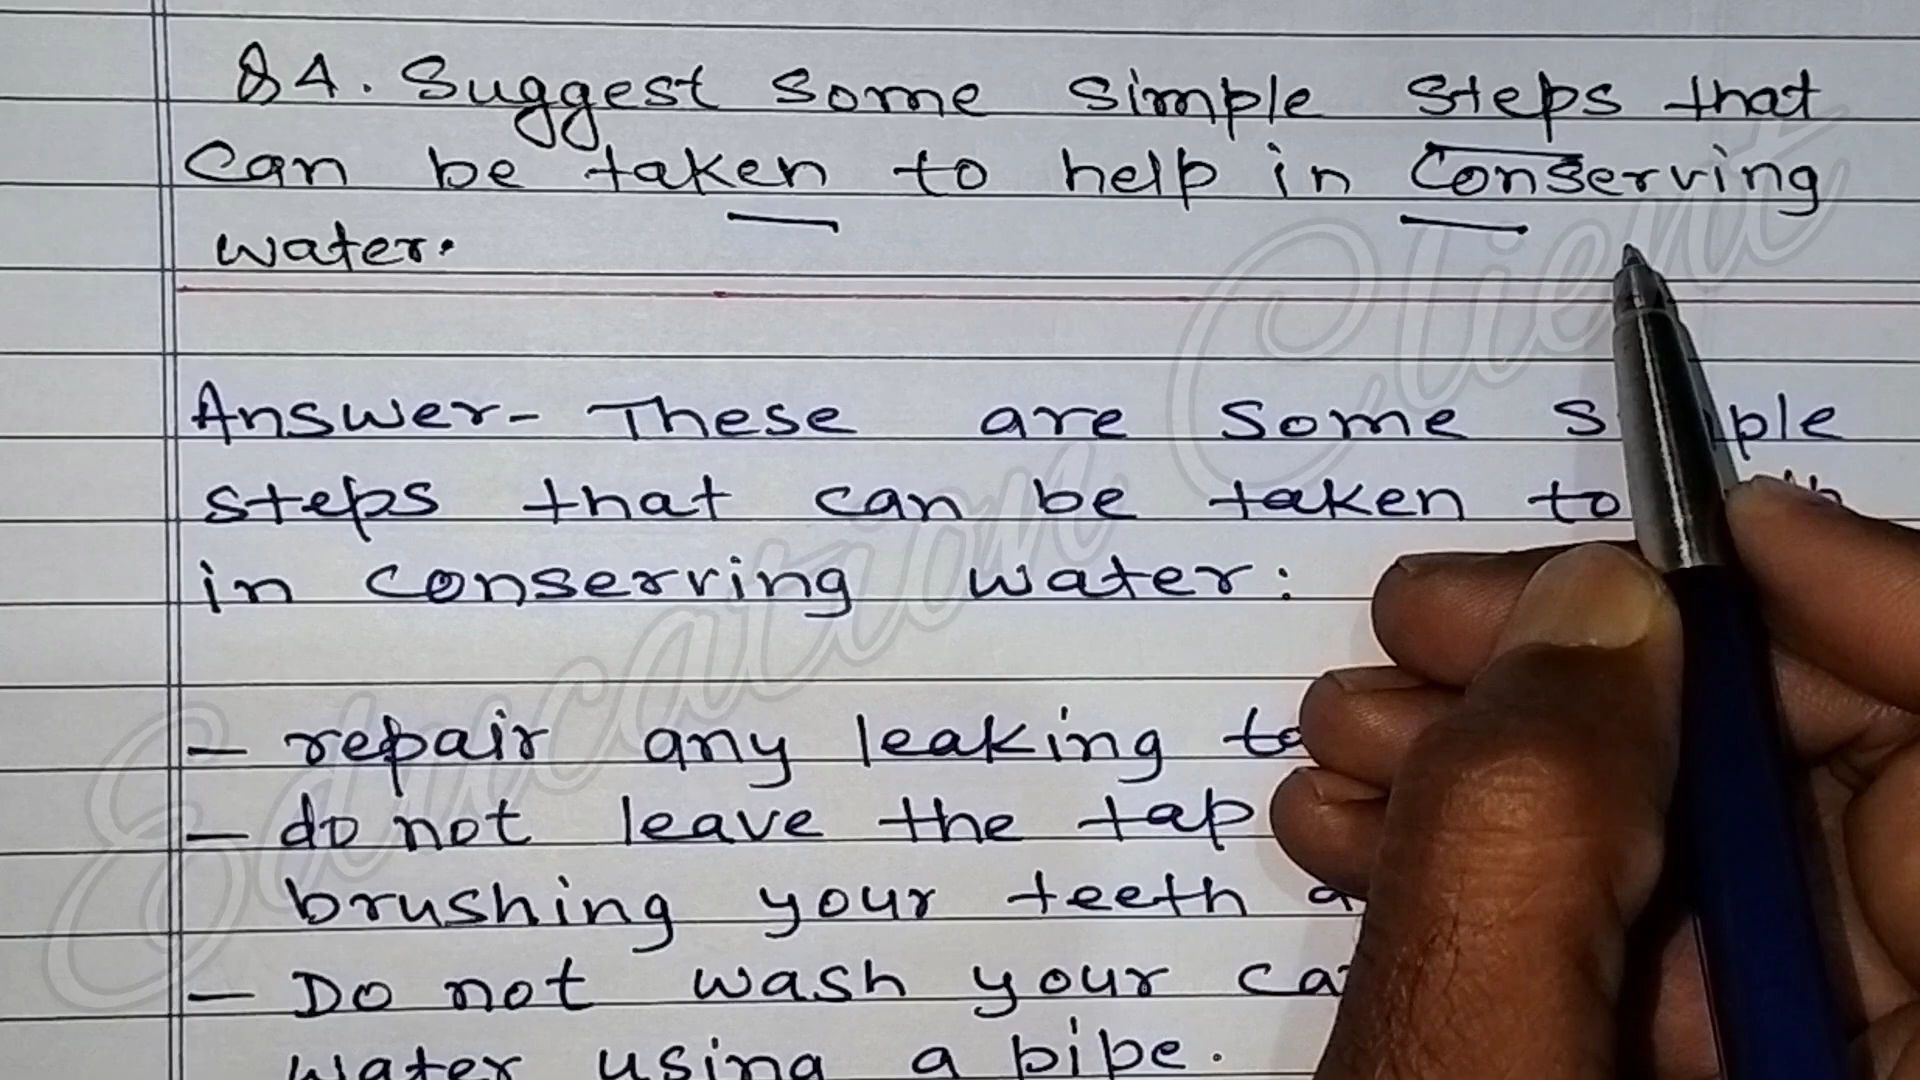 Q4. Suggest some simple steps that
can be taken to help in conserving
water.
Answer- These are some
steps that can be taken to
in conserving water:
- repair any leaking
- do not leave the tap
brushing your teeth
- Do not wash your
water using a pipe.
Education Client